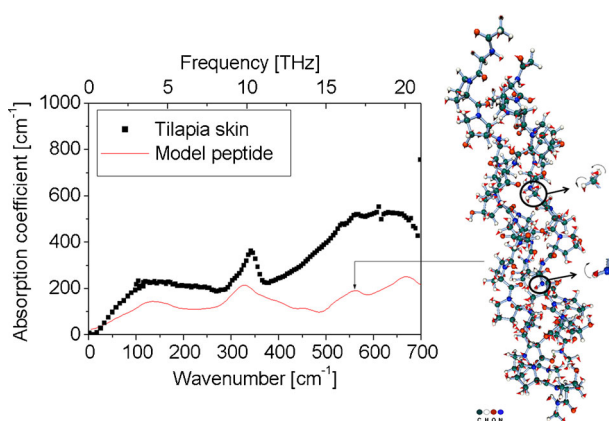 Frequency [THz]
0 5 10 15 20
1000
800
600
400
200
0
Absorption coefficient [cm⁻¹]
Tilapia skin
Model peptide
0 100 200 300 400 500 600 700
Wavenumber [cm⁻¹]
C H O N